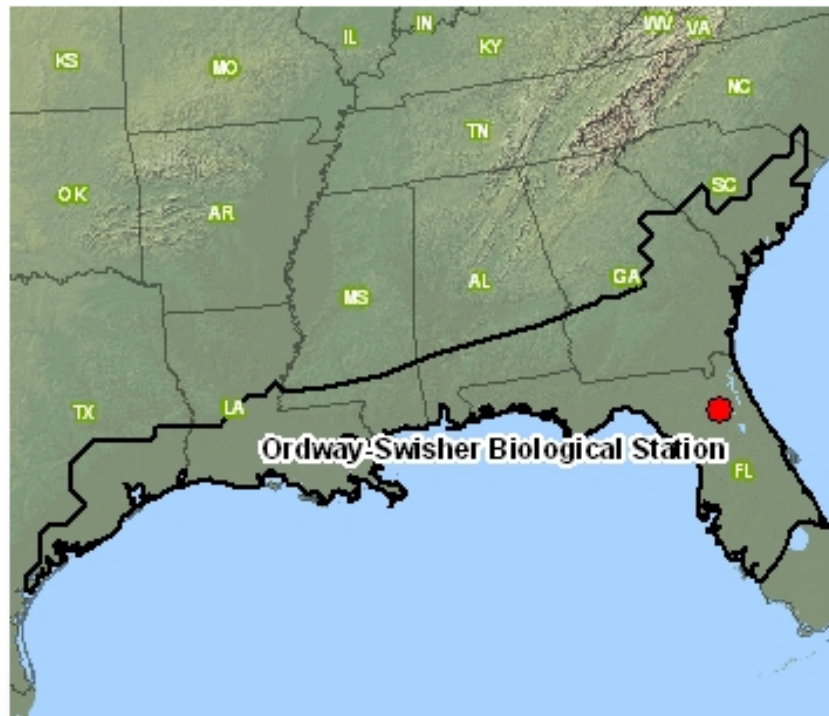 IN
WV
VA
IL
KY
KS
MO
NC
TN
SC
OK
AR
GA
AL
MS
TX
LA
Ordway-Swisher Biological Station
FL